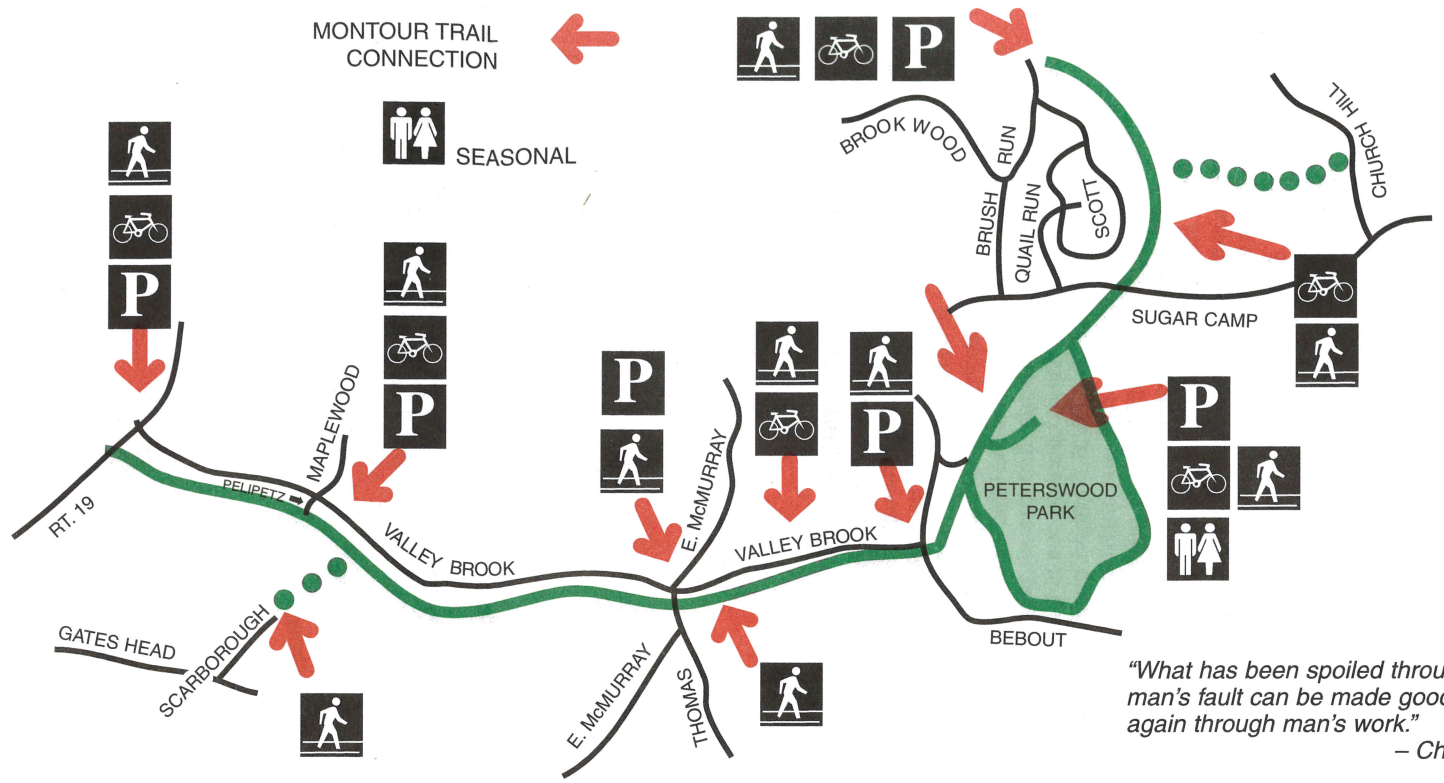 MONTOUR TRAIL
CONNECTION
SEASONAL
P
BROOK WOOD
RUN
BRUSH
QUAIL RUN
SCOTT
CHURCH HILL
SUGAR CAMP
P
P
RT. 19
PELIPETZ
MAPLEWOOD
VALLEY BROOK
P
E. McMURRAY
VALLEY BROOK
P
P
PETERSWOOD
PARK
GATES HEAD
SCARBOROUGH
E. McMURRAY
THOMAS
BEBOUT
“What has been spoiled throu
man’s fault can be made good
again through man’s work.”
– Ch